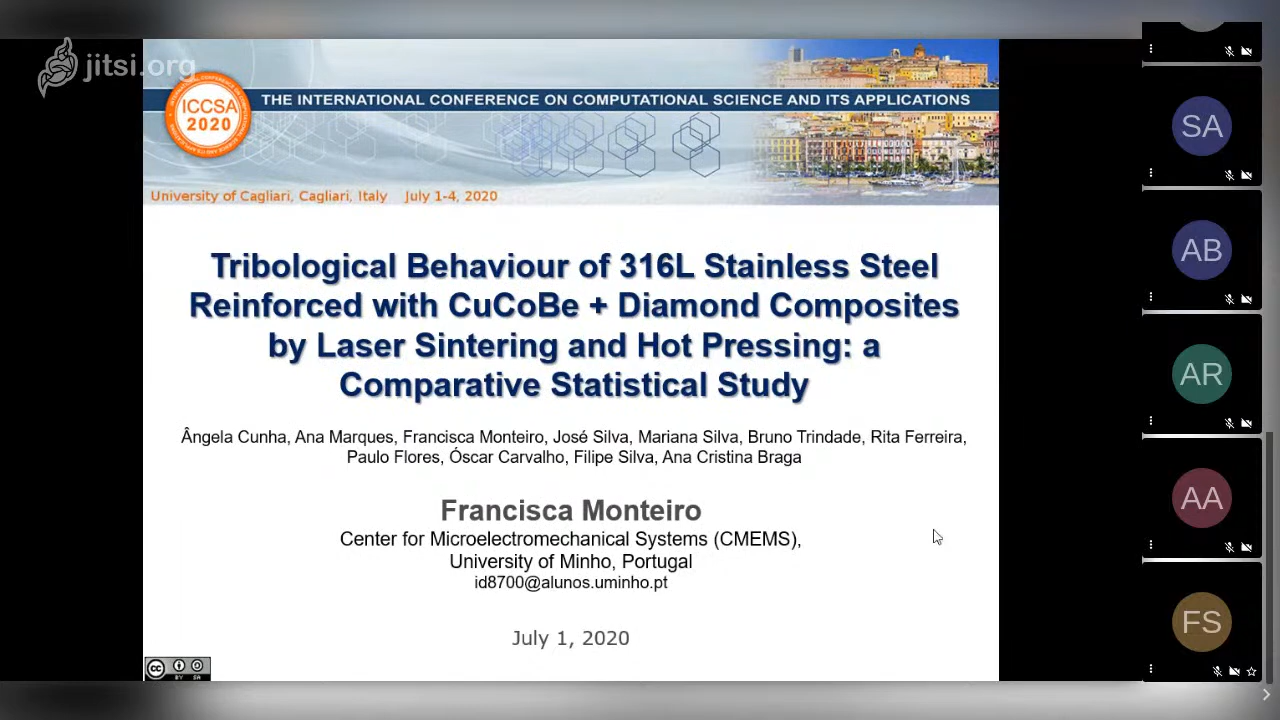 jitsi.org
ICCSA
2020
THE INTERNATIONAL CONFERENCE ON COMPUTATIONAL SCIENCE AND ITS APPLICATIONS
University of Cagliari, Cagliari, Italy July 1-4, 2020
Tribological Behaviour of 316L Stainless Steel
Reinforced with CuCoBe + Diamond Composites
by Laser Sintering and Hot Pressing: a
Comparative Statistical Study
Ângela Cunha, Ana Marques, Francisca Monteiro, José Silva, Mariana Silva, Bruno Trindade, Rita Ferreira,
Paulo Flores, Óscar Carvalho, Filipe Silva, Ana Cristina Braga
Francisca Monteiro
Center for Microelectromechanical Systems (CMEMS),
University of Minho, Portugal
id8700@alunos.uminho.pt
July 1, 2020
cc
BY SA
SA
AB
AR
AA
FS